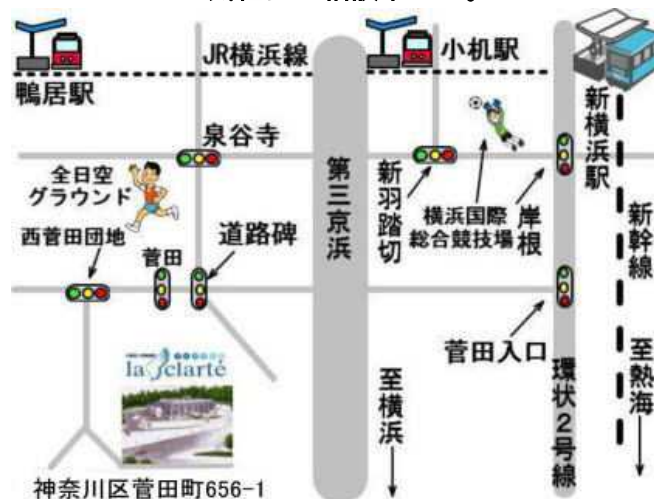 JR横浜線
小机駅
鴨居駅
新横浜駅
泉谷寺
第三京浜
新羽踏切
横浜国際
総合競技場
岸根
新幹線
全日空
グラウンド
西菅田団地
菅田
道路碑
菅田入口
環状2号線
至熱海
至横浜
la clarté
神奈川区菅田町656-1